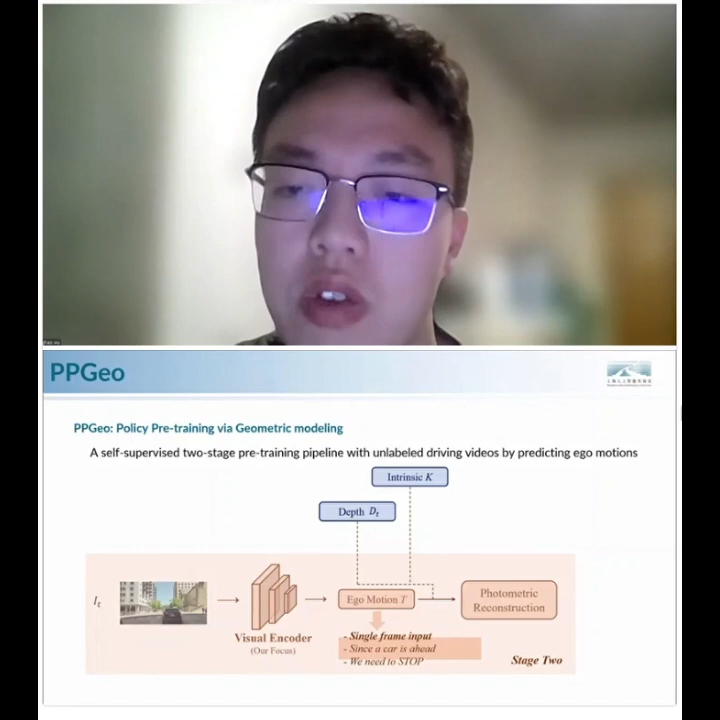 PPGeo
PPGeo: Policy Pre-training via Geometric modeling
A self-supervised two-stage pre-training pipeline with unlabeled driving videos by predicting ego motions
Intrinsic K
Depth Dₜ
Iₜ
Ego Motion T
Photometric
Reconstruction
Visual Encoder
(Our Focus)
- Single frame input
- Since a car is ahead
- We need to STOP
Stage Two